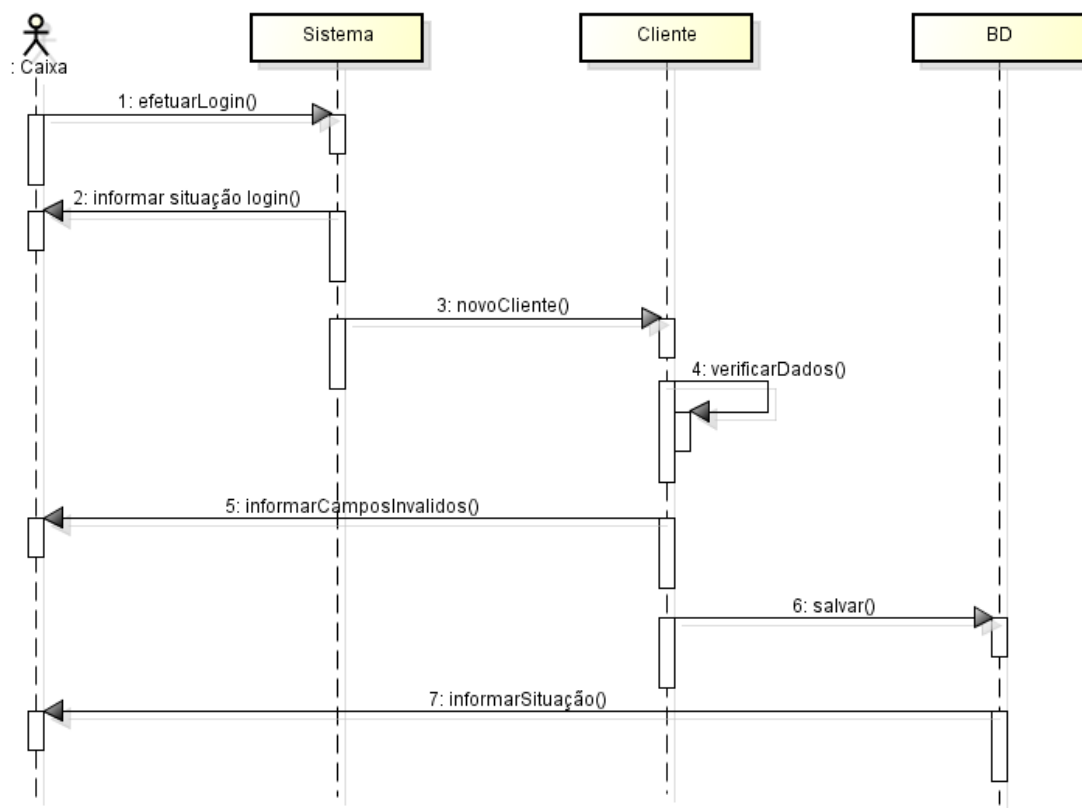 Sistema
Cliente
BD
: Caixa
1: efetuarLogin()
2: informar situação login()
3: novoCliente()
4: verificarDados()
5: informarCamposInvalidos()
6: salvar()
7: informarSituação()